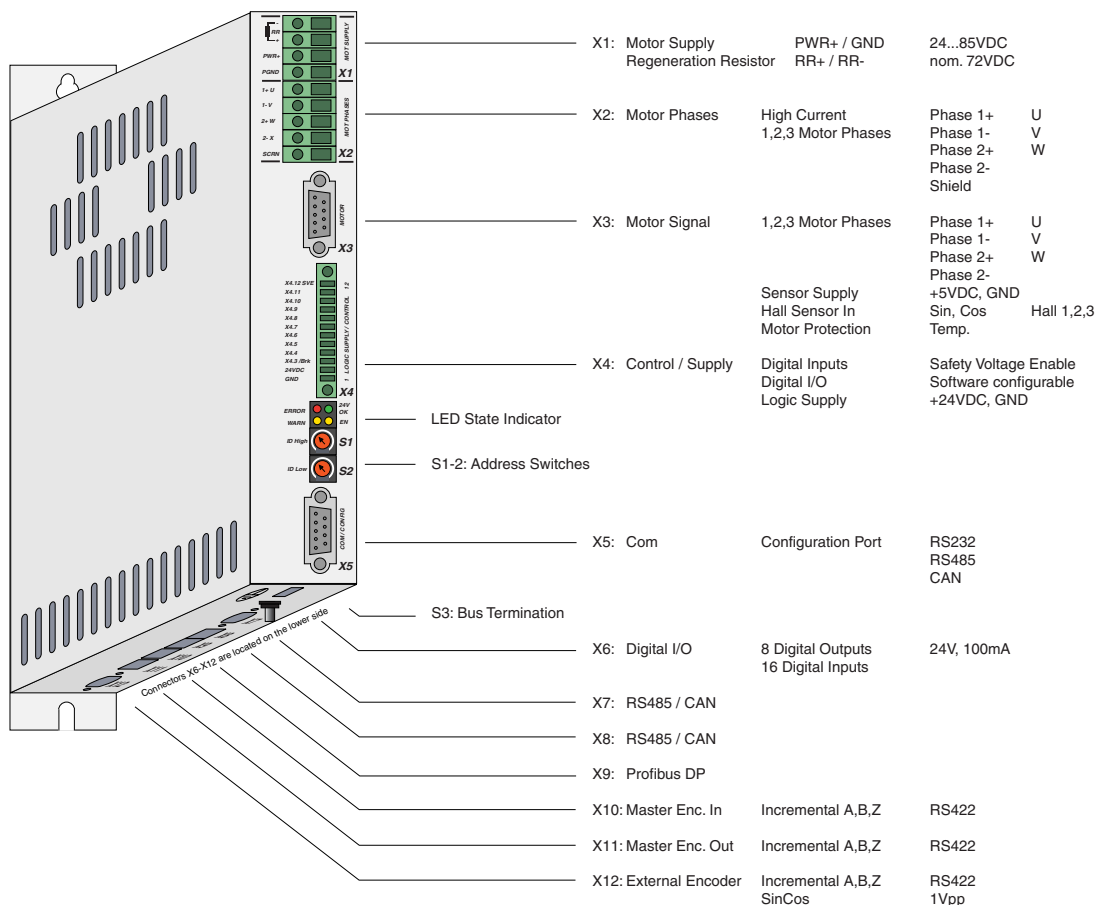 -
RR
+
PWR+
PGND
MOT SUPPLY
X1
1+ U
1- V
2+ W
2- X
SCRN
MOT PHASES
X2
MOTOR
X3
X4.12 SVE
X4.11
X4.10
X4.9
X4.8
X4.7
X4.6
X4.5
X4.4
X4.3 /Brk
24VDC
GND
1 LOGIC SUPPLY / CONTROL 12
X4
ERROR
24V
OK
WARN
EN
ID High
S1
ID Low
S2
COM / CONFIG
X5
Connectors X6-X12 are located on the lower side
X1: Motor Supply PWR+ / GND 24...85VDC
Regeneration Resistor RR+ / RR- nom. 72VDC
X2: Motor Phases High Current Phase 1+ U
1,2,3 Motor Phases Phase 1- V
Phase 2+ W
Phase 2-
Shield
X3: Motor Signal 1,2,3 Motor Phases Phase 1+ U
Phase 1- V
Phase 2+ W
Phase 2-
Sensor Supply +5VDC, GND
Hall Sensor In Sin, Cos Hall 1,2,3
Motor Protection Temp.
X4: Control / Supply Digital Inputs Safety Voltage Enable
Digital I/O Software configurable
Logic Supply +24VDC, GND
LED State Indicator
S1-2: Address Switches
X5: Com Configuration Port RS232
RS485
CAN
S3: Bus Termination
X6: Digital I/O 8 Digital Outputs 24V, 100mA
16 Digital Inputs
X7: RS485 / CAN
X8: RS485 / CAN
X9: Profibus DP
X10: Master Enc. In Incremental A,B,Z RS422
X11: Master Enc. Out Incremental A,B,Z RS422
X12: External Encoder Incremental A,B,Z RS422
SinCos 1Vpp